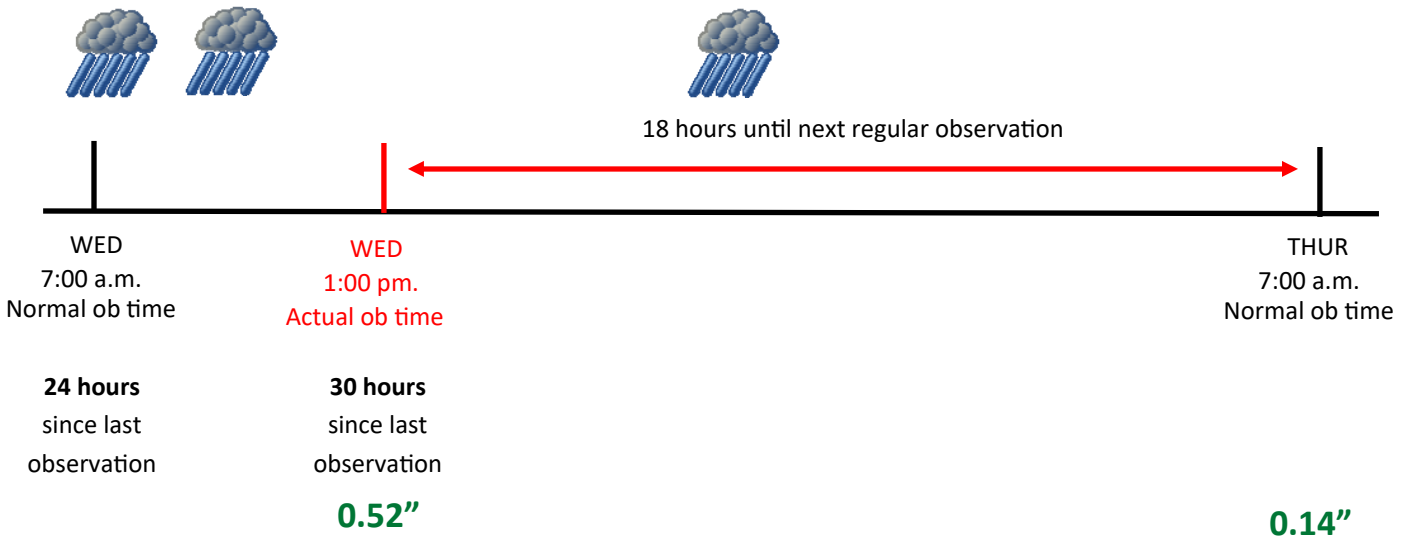 18 hours until next regular observation
WED
7:00 a.m.
Normal ob time
WED
1:00 pm.
Actual ob time
THUR
7:00 a.m.
Normal ob time
24 hours
since last
observation
30 hours
since last
observation
0.52”
0.14”